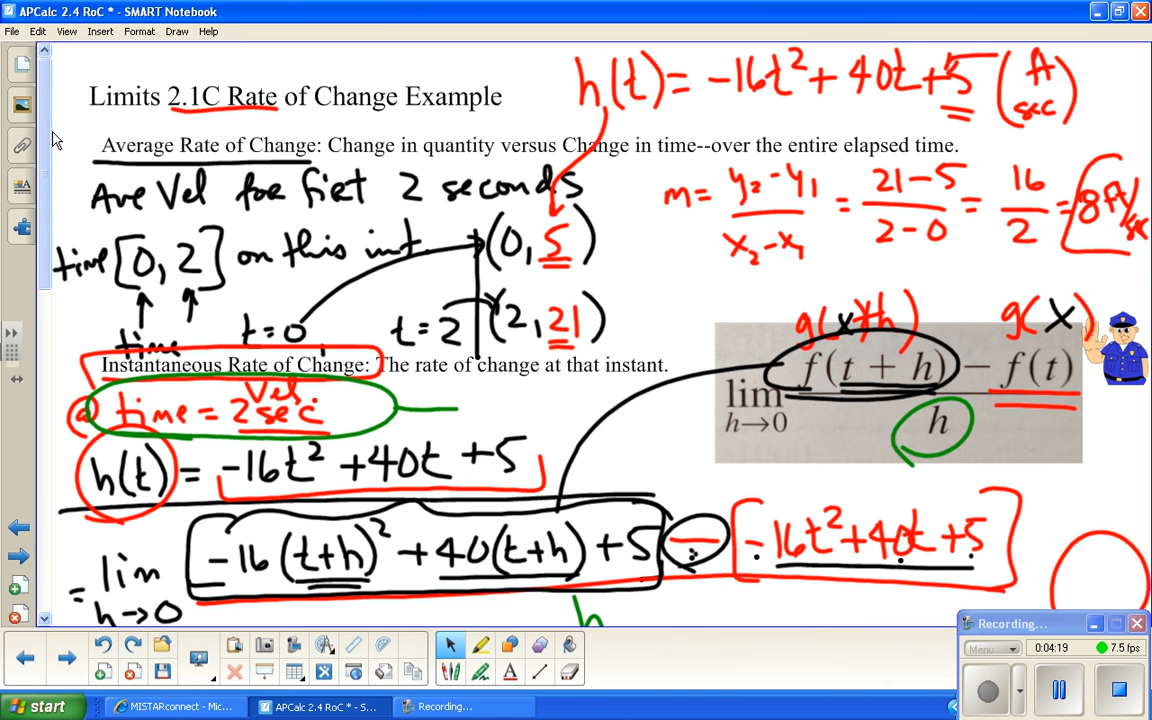 APCalc 2.4 RoC * - SMART Notebook
File Edit View Insert Format Draw Help
h(t) = -16t² + 40t + 5 (ft/sec)
Limits 2.1C Rate of Change Example
Average Rate of Change: Change in quantity versus Change in time--over the entire elapsed time.
Ave Vel for first 2 seconds
m = y₂-y₁ / x₂-x₁ = 21-5 / 2-0 = 16 / 2 = 8 ft/sec
time [0, 2] on this int
(0, 5)
time t=0 t=2 (2, 21)
g(x+h) g(x)
Instantaneous Rate of Change: The rate of change at that instant.
lim h→0 f(t + h) − f(t) / h
Vel
@ time = 2 sec
h(t) = -16t² +40t +5
= lim h→0 -16(t+h)² + 40(t+h) +5 - -16t²+40t+5
h
Recording...
Menu 0:04:19 7.5 fps
start MISTARconnect - Mic... APCalc 2.4 RoC * - S... Recording...